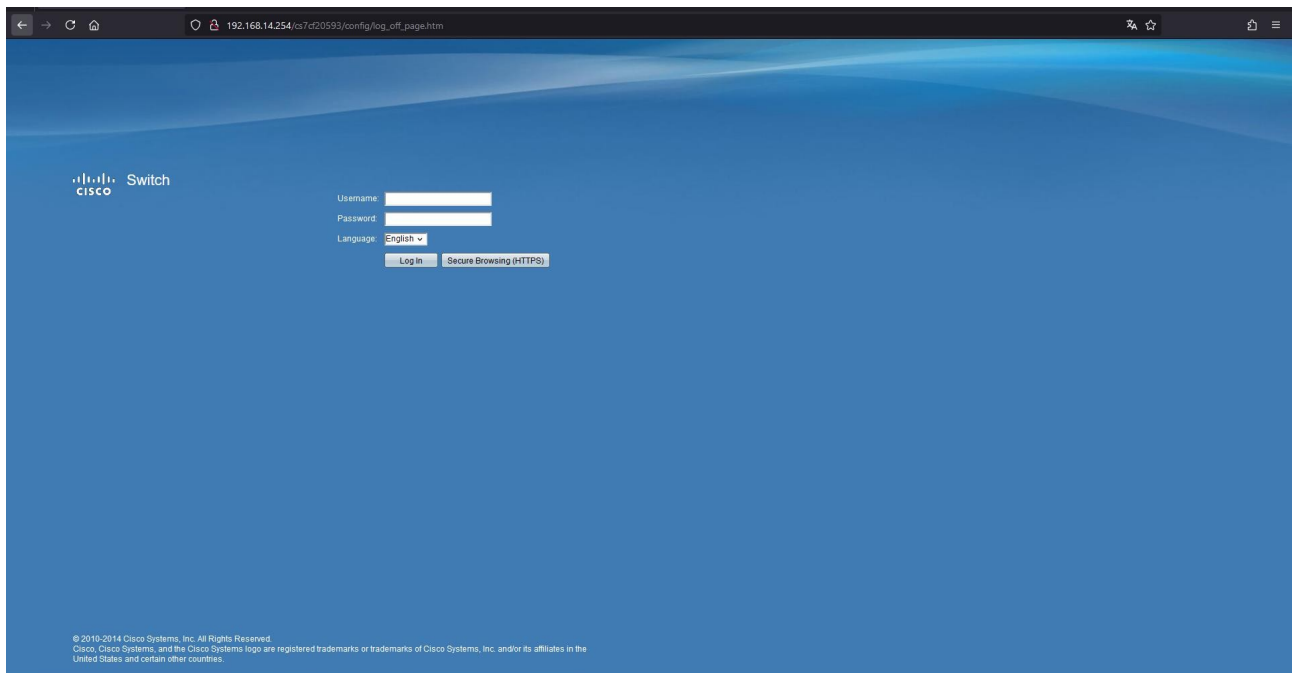 192.168.14.254/cs7cf20593/config/log_off_page.htm
CISCO
Switch
Username:
Password:
Language: English
Log In Secure Browsing (HTTPS)
© 2010-2014 Cisco Systems, Inc. All Rights Reserved.
Cisco, Cisco Systems, and the Cisco Systems logo are registered trademarks or trademarks of Cisco Systems, Inc. and/or its affiliates in the
United States and certain other countries.